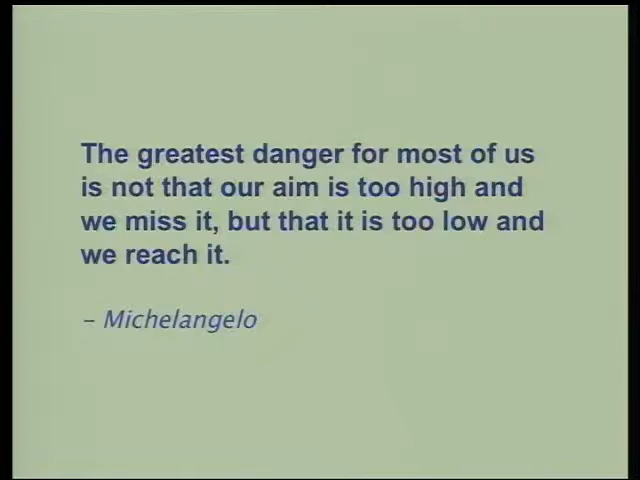 The greatest danger for most of us
is not that our aim is too high and
we miss it, but that it is too low and
we reach it.
– Michelangelo